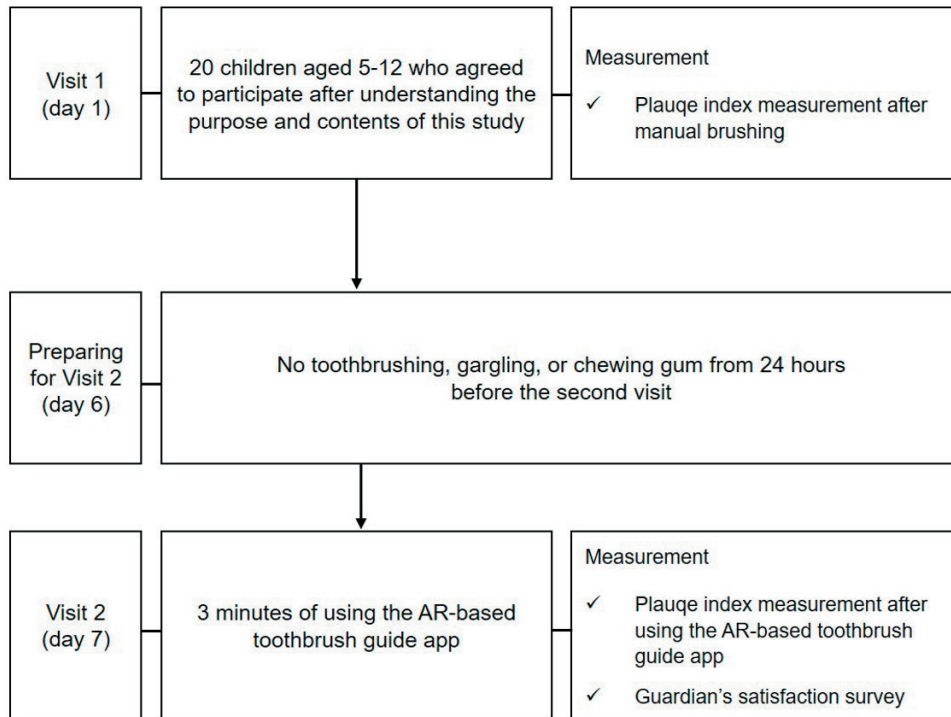 Visit 1
(day 1)
20 children aged 5-12 who agreed
to participate after understanding the
purpose and contents of this study
Measurement
✓ Plauqe index measurement after
manual brushing
Preparing
for Visit 2
(day 6)
No toothbrushing, gargling, or chewing gum from 24 hours
before the second visit
Visit 2
(day 7)
3 minutes of using the AR-based
toothbrush guide app
Measurement
✓ Plauqe index measurement after
using the AR-based toothbrush
guide app
✓ Guardian’s satisfaction survey